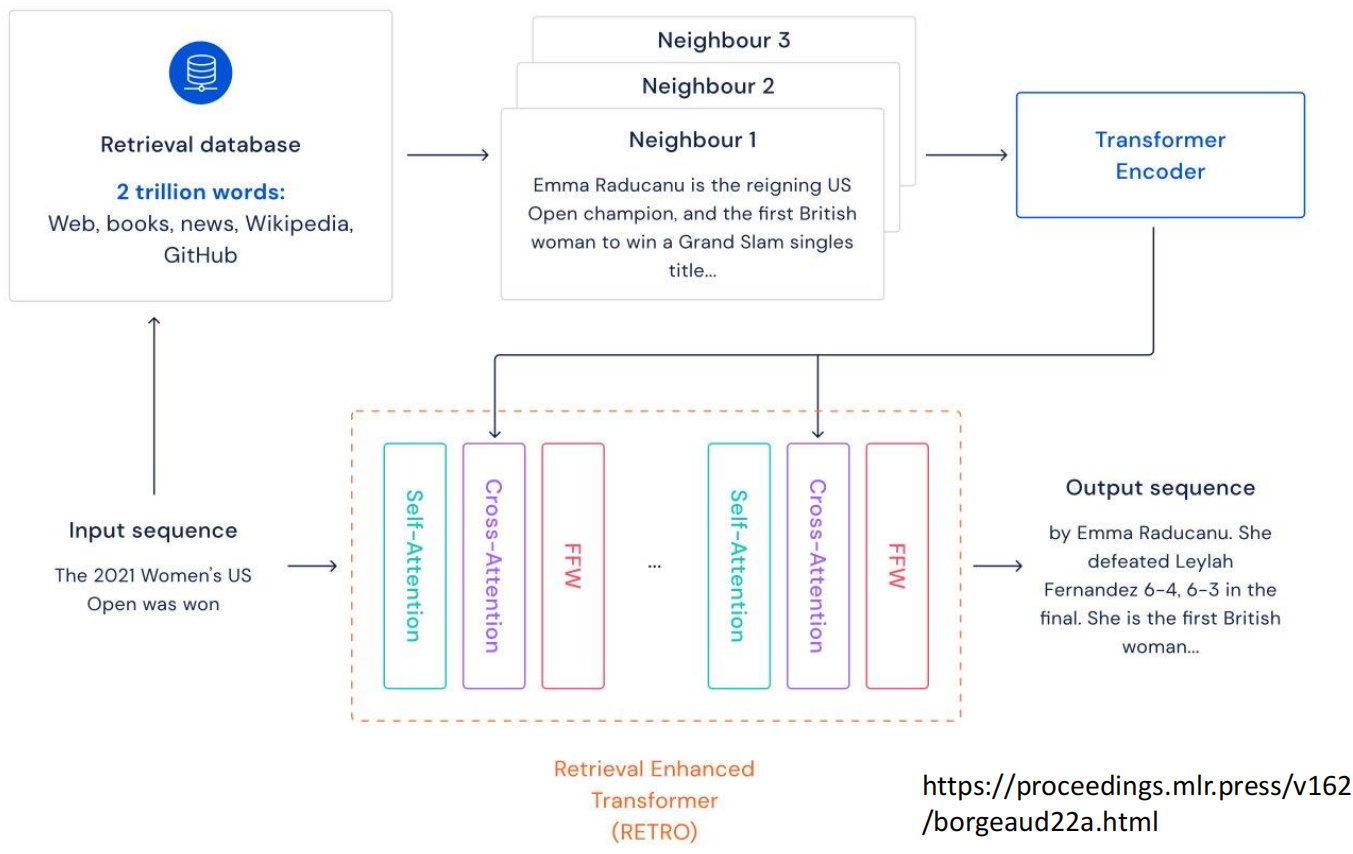 Neighbour 3
Neighbour 2
Neighbour 1
Emma Raducanu is the reigning US
Open champion, and the first British
woman to win a Grand Slam singles
title...
Retrieval database
2 trillion words:
Web, books, news, Wikipedia,
GitHub
Transformer
Encoder
Input sequence
The 2021 Women's US
Open was won
Self-Attention
Cross-Attention
FFW
...
Self-Attention
Cross-Attention
FFW
Output sequence
by Emma Raducanu. She
defeated Leylah
Fernandez 6-4, 6-3 in the
final. She is the first British
woman...
Retrieval Enhanced
Transformer
(RETRO)
https://proceedings.mlr.press/v162
/borgeaud22a.html